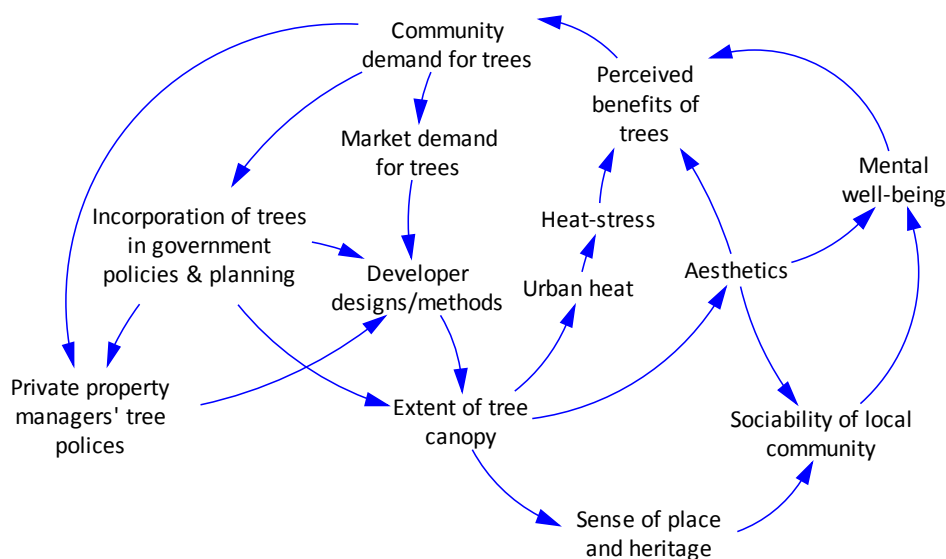 Community
demand for trees
Perceived
benefits of
trees
Market demand
for trees
Mental
well-being
Incorporation of trees
in government
policies & planning
Heat-stress
Developer
designs/methods
Urban heat
Aesthetics
Private property
managers' tree
polices
Extent of tree
canopy
Sociability of local
community
Sense of place
and heritage